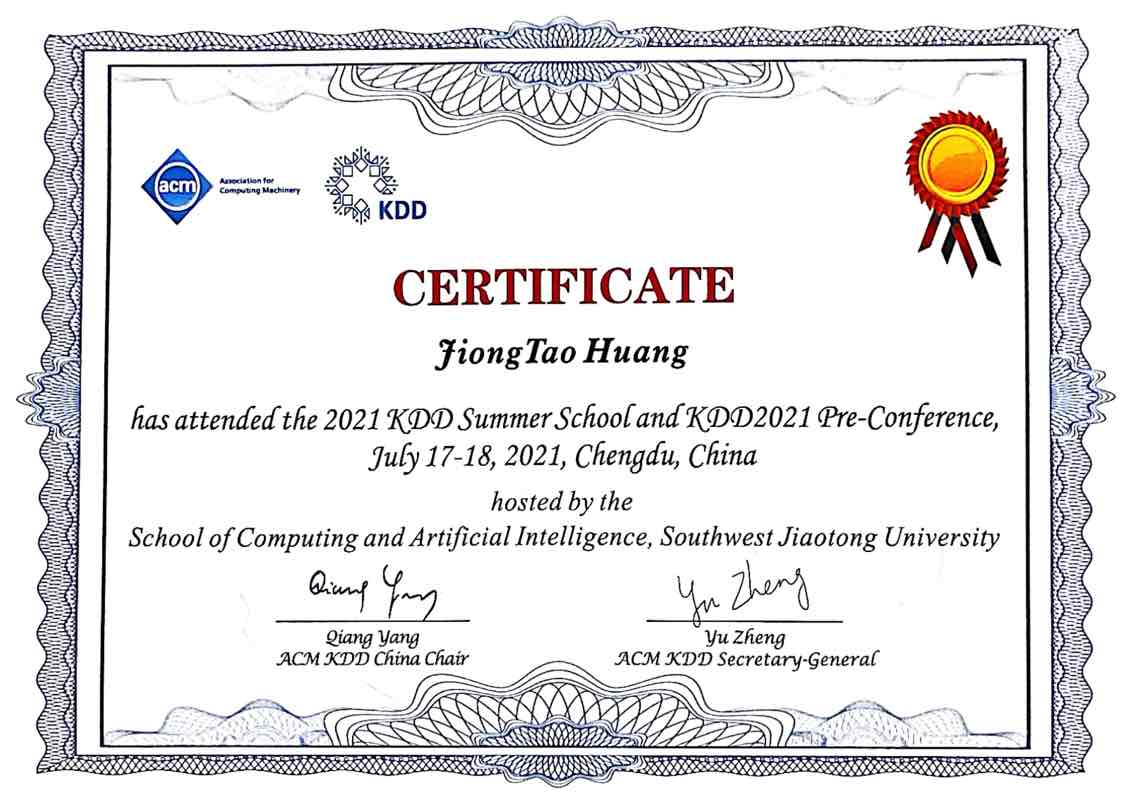 acm
Association for
Computing Machinery
KDD
CERTIFICATE
JiongTao Huang
has attended the 2021 KDD Summer School and KDD2021 Pre-Conference,
July 17-18, 2021, Chengdu, China
hosted by the
School of Computing and Artificial Intelligence, Southwest Jiaotong University
Qiang Yang
Yu Zheng
Qiang Yang
Yu Zheng
ACM KDD China Chair
ACM KDD Secretary-General